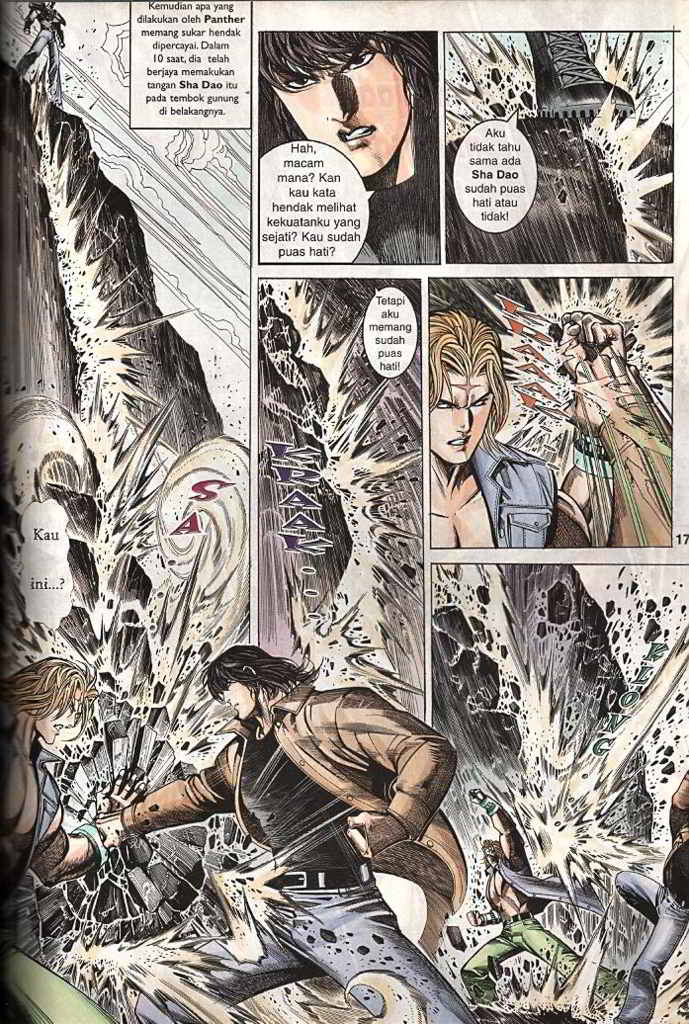 Kemudian apa yang
dilakukan oleh Panther
memang sukar hendak
dipercayai. Dalam
10 saat, dia telah
berjaya memakukan
tangan Sha Dao itu
pada tembok gunung
di belakangnya.
Hah,
macam
mana? Kan
kau kata
hendak melihat
kekuatanku yang
sejati? Kau sudah
puas hati?
Aku
tidak tahu
sama ada
Sha Dao
sudah puas
hati atau
tidak!
Kau
ini...?
SA
Tetapi
aku
memang
sudah
puas
hati!
KRAAK...
17
KLONG